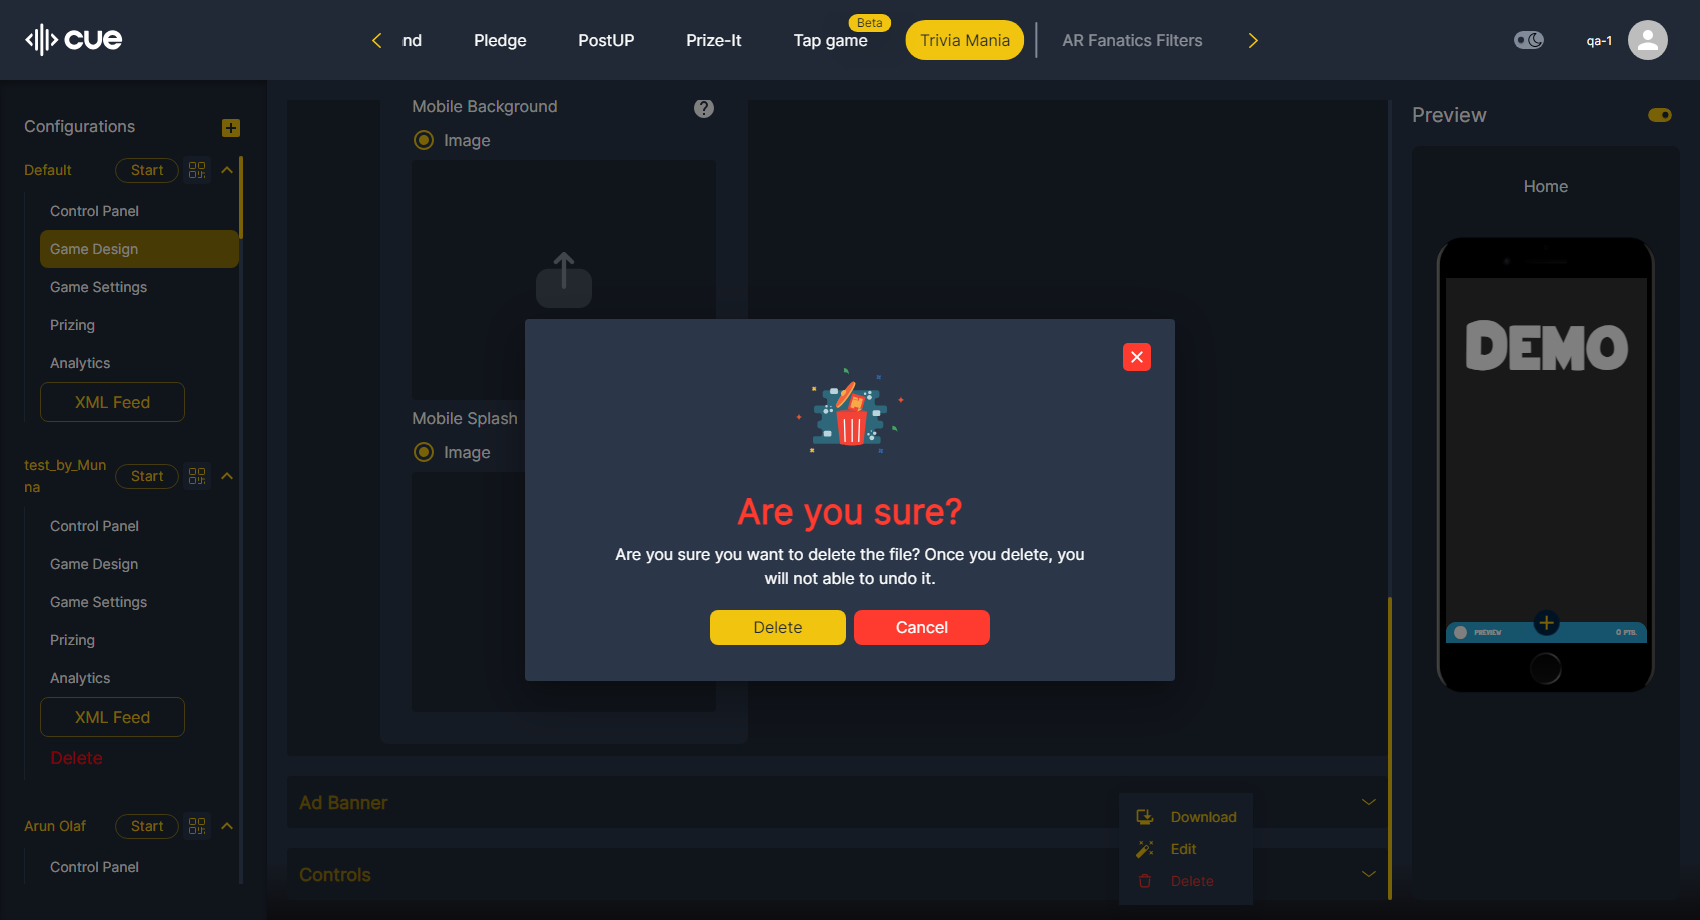 cue
nd
Pledge
PostUP
Prize-It
Tap game
Beta
Trivia Mania
AR Fanatics Filters
qa-1
Configurations
Default
Start
Control Panel
Game Design
Game Settings
Prizing
Analytics
XML Feed
test_by_Mun
na
Start
Control Panel
Game Design
Game Settings
Prizing
Analytics
XML Feed
Delete
Arun Olaf
Start
Control Panel
Mobile Background
?
Image
Mobile Splash
Image
Are you sure?
Are you sure you want to delete the file? Once you delete, you
will not able to undo it.
Delete
Cancel
Ad Banner
Controls
Download
Edit
Delete
Preview
Home
DEMO
PREVIEW
0 PTS.